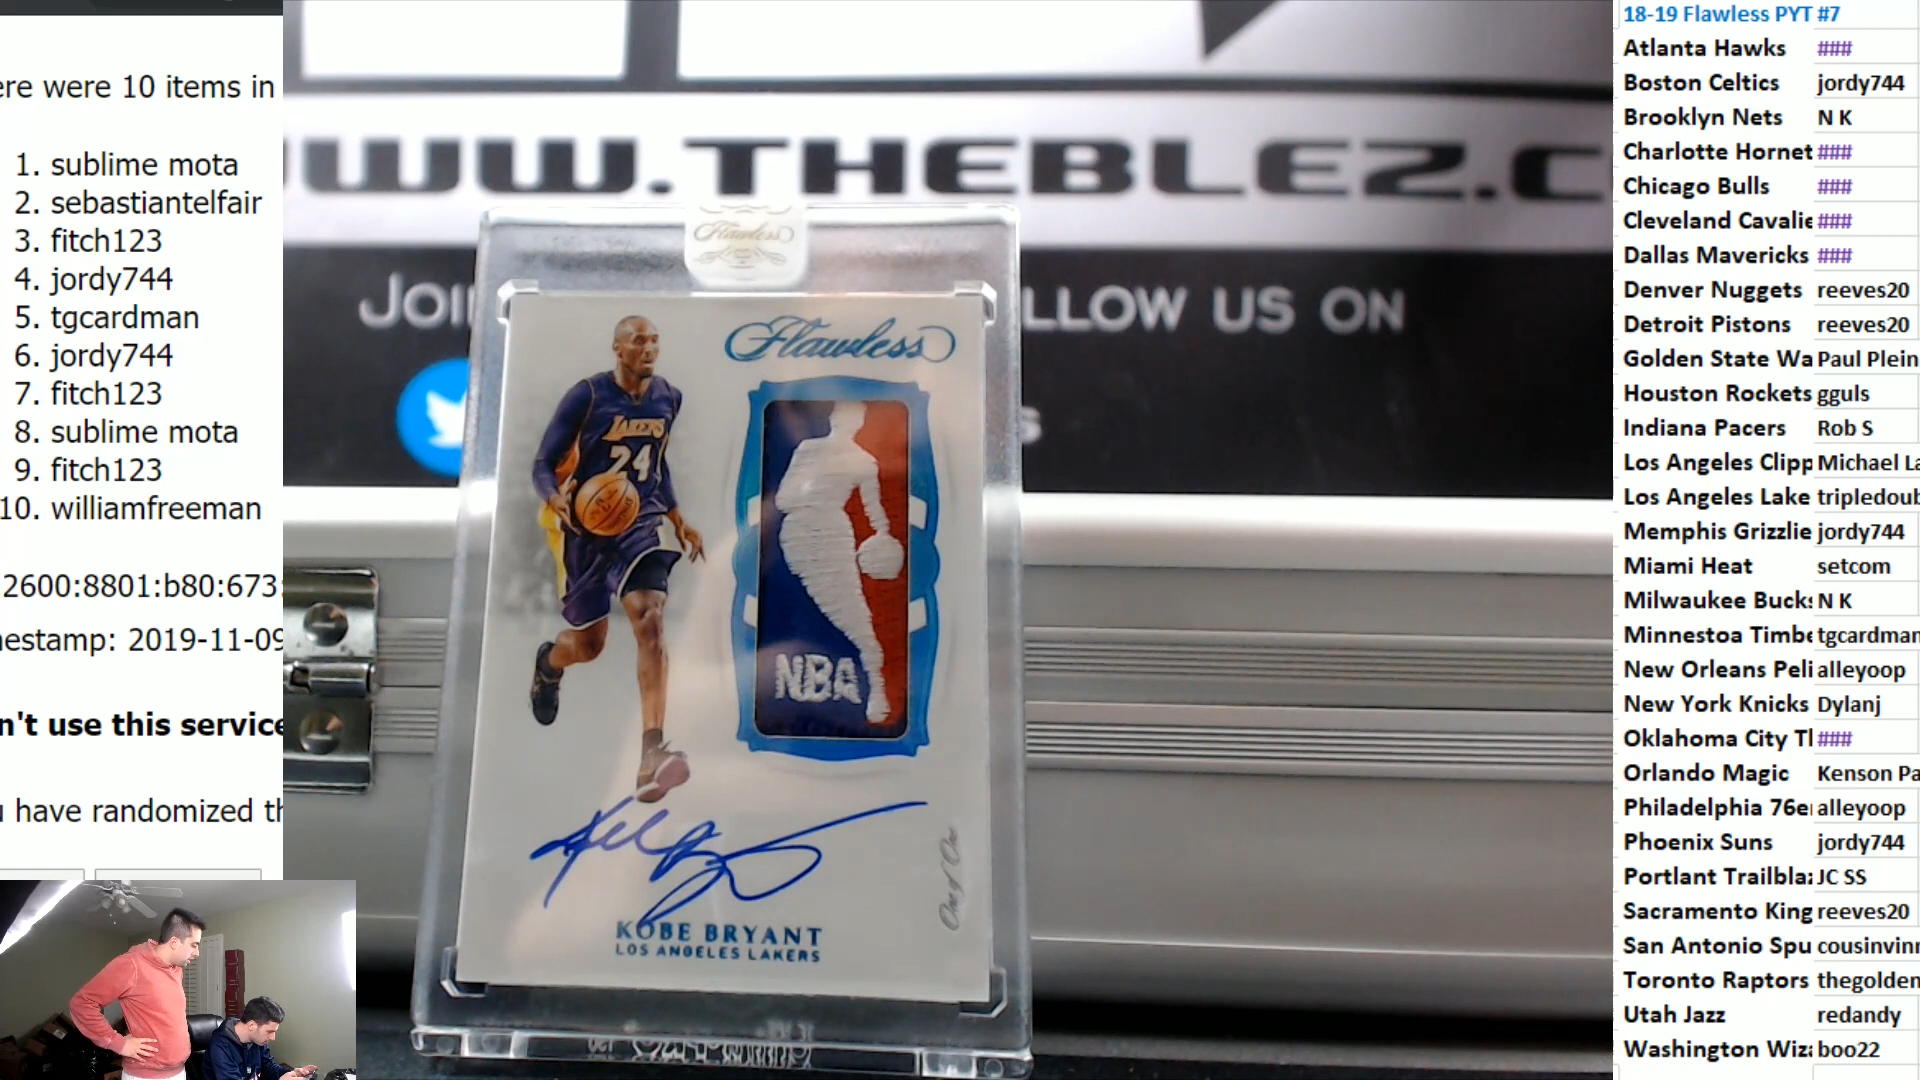 ere were 10 items in
1. sublime mota
2. sebastiantelfair
3. fitch123
4. jordy744
5. tgcardman
6. jordy744
7. fitch123
8. sublime mota
9. fitch123
10. williamfreeman
2600:8801:b80:673:
estamp: 2019-11-09
n't use this service
have randomized th
WWW.THEBLEZ.C
JOI
LLOW US ON
s
Flawless
Flawless
LAKERS
24
NBA
Kobe Bryant
One of One
KOBE BRYANT
LOS ANGELES LAKERS
18-19 Flawless PYT #7
Atlanta Hawks ###
Boston Celtics jordy744
Brooklyn Nets N K
Charlotte Hornet ###
Chicago Bulls ###
Cleveland Cavalie ###
Dallas Mavericks ###
Denver Nuggets reeves20
Detroit Pistons reeves20
Golden State Wa Paul Plein
Houston Rockets gguls
Indiana Pacers Rob S
Los Angeles Clipp Michael La
Los Angeles Lake tripledoub
Memphis Grizzlie jordy744
Miami Heat setcom
Milwaukee Bucks N K
Minnestoa Timbe tgcardman
New Orleans Peli alleyoop
New York Knicks Dylanj
Oklahoma City Tl ###
Orlando Magic Kenson Pa
Philadelphia 76e alleyoop
Phoenix Suns jordy744
Portlant Trailblaz JC SS
Sacramento King reeves20
San Antonio Spu cousinvinn
Toronto Raptors thegolden
Utah Jazz redandy
Washington Wiza boo22